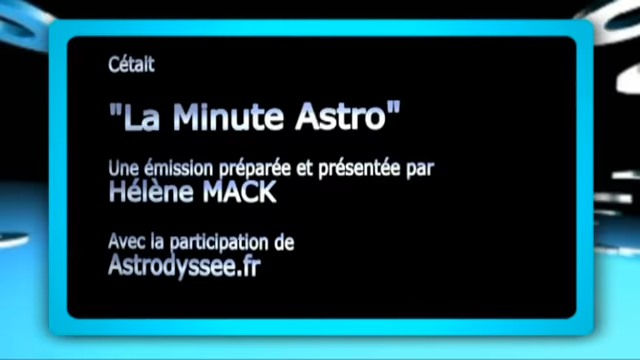 Cétait
"La Minute Astro"
Une émission préparée et présentée par
Hélène MACK
Avec la participation de
Astrodyssee.fr